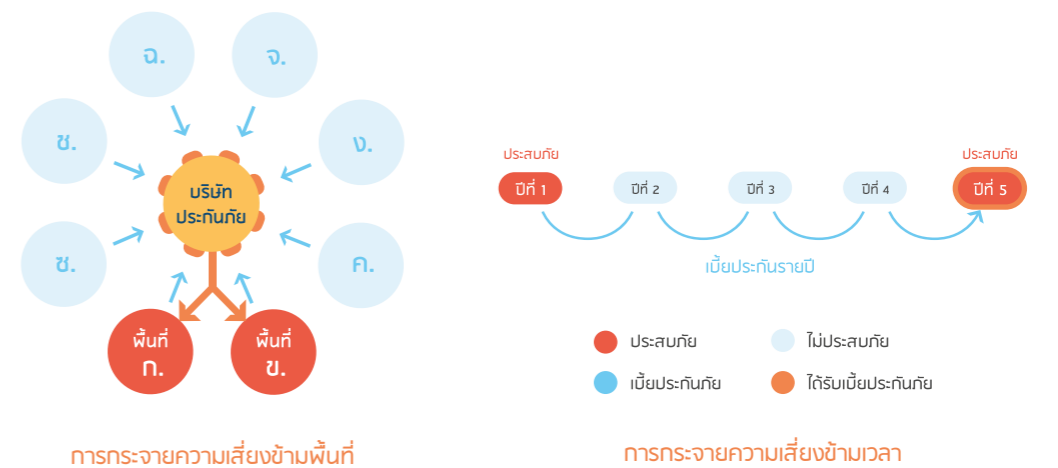 ฉ.
จ.
ช.
ง.
บริษัท
ประกันภัย
ซ.
ค.
พื้นที่
ก.
พื้นที่
ข.
การกระจายความเสี่ยงข้ามพื้นที่
ประสบภัย
ประสบภัย
ปีที่ 1
ปีที่ 2
ปีที่ 3
ปีที่ 4
ปีที่ 5
เบี้ยประกันรายปี
ประสบภัย
ไม่ประสบภัย
เบี้ยประกันภัย
ได้รับเบี้ยประกันภัย
การกระจายความเสี่ยงข้ามเวลา